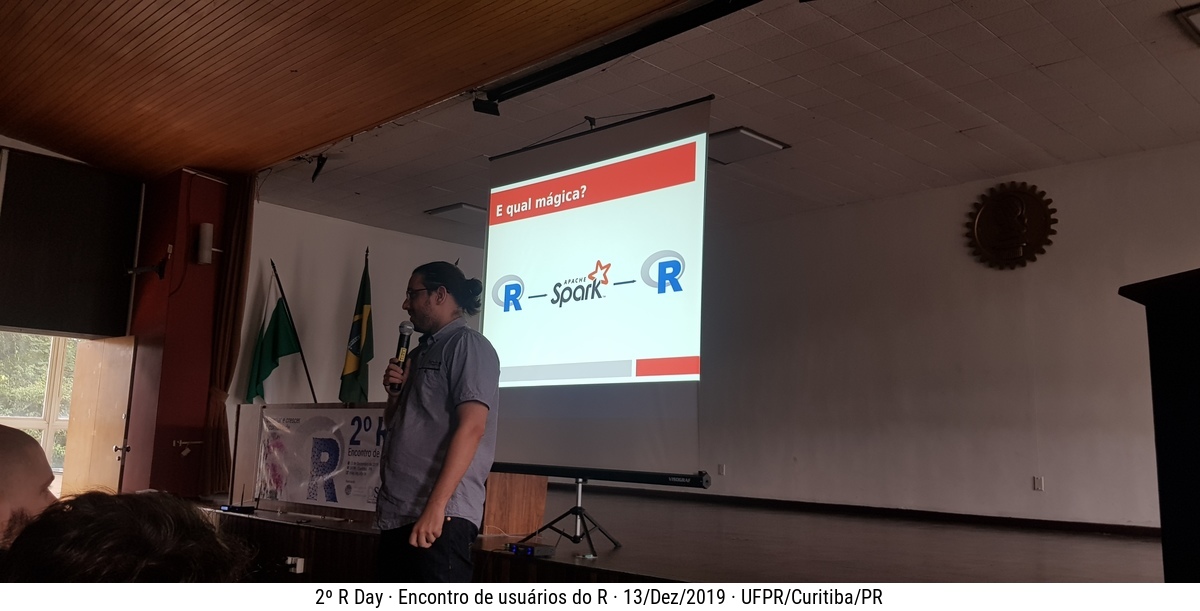 E qual mágica?
R
APACHE
Spark
R
2º R
Encontro de
R
2º R Day · Encontro de usuários do R · 13/Dez/2019 · UFPR/Curitiba/PR